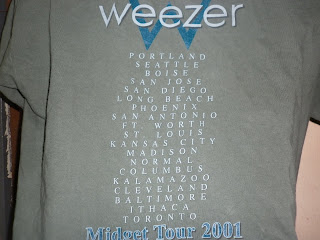 weezer
PORTLAND
SEATTLE
BOISE
SAN JOSE
SAN DIEGO
LONG BEACH
PHOENIX
SAN ANTONIO
FT. WORTH
ST. LOUIS
KANSAS CITY
MADISON
NORMAL
COLUMBUS
KALAMAZOO
CLEVELAND
BALTIMORE
ITHACA
TORONTO
Midget Tour 2001